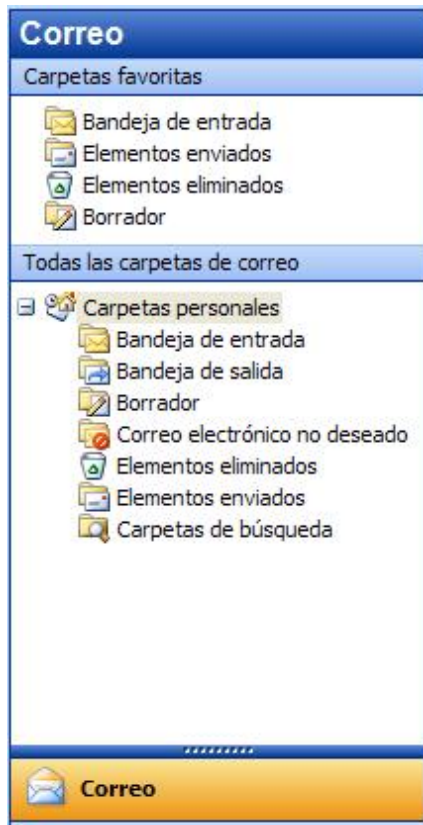 Correo
Carpetas favoritas
Bandeja de entrada
Elementos enviados
Elementos eliminados
Borrador
Todas las carpetas de correo
Carpetas personales
Bandeja de entrada
Bandeja de salida
Borrador
Correo electrónico no deseado
Elementos eliminados
Elementos enviados
Carpetas de búsqueda
Correo